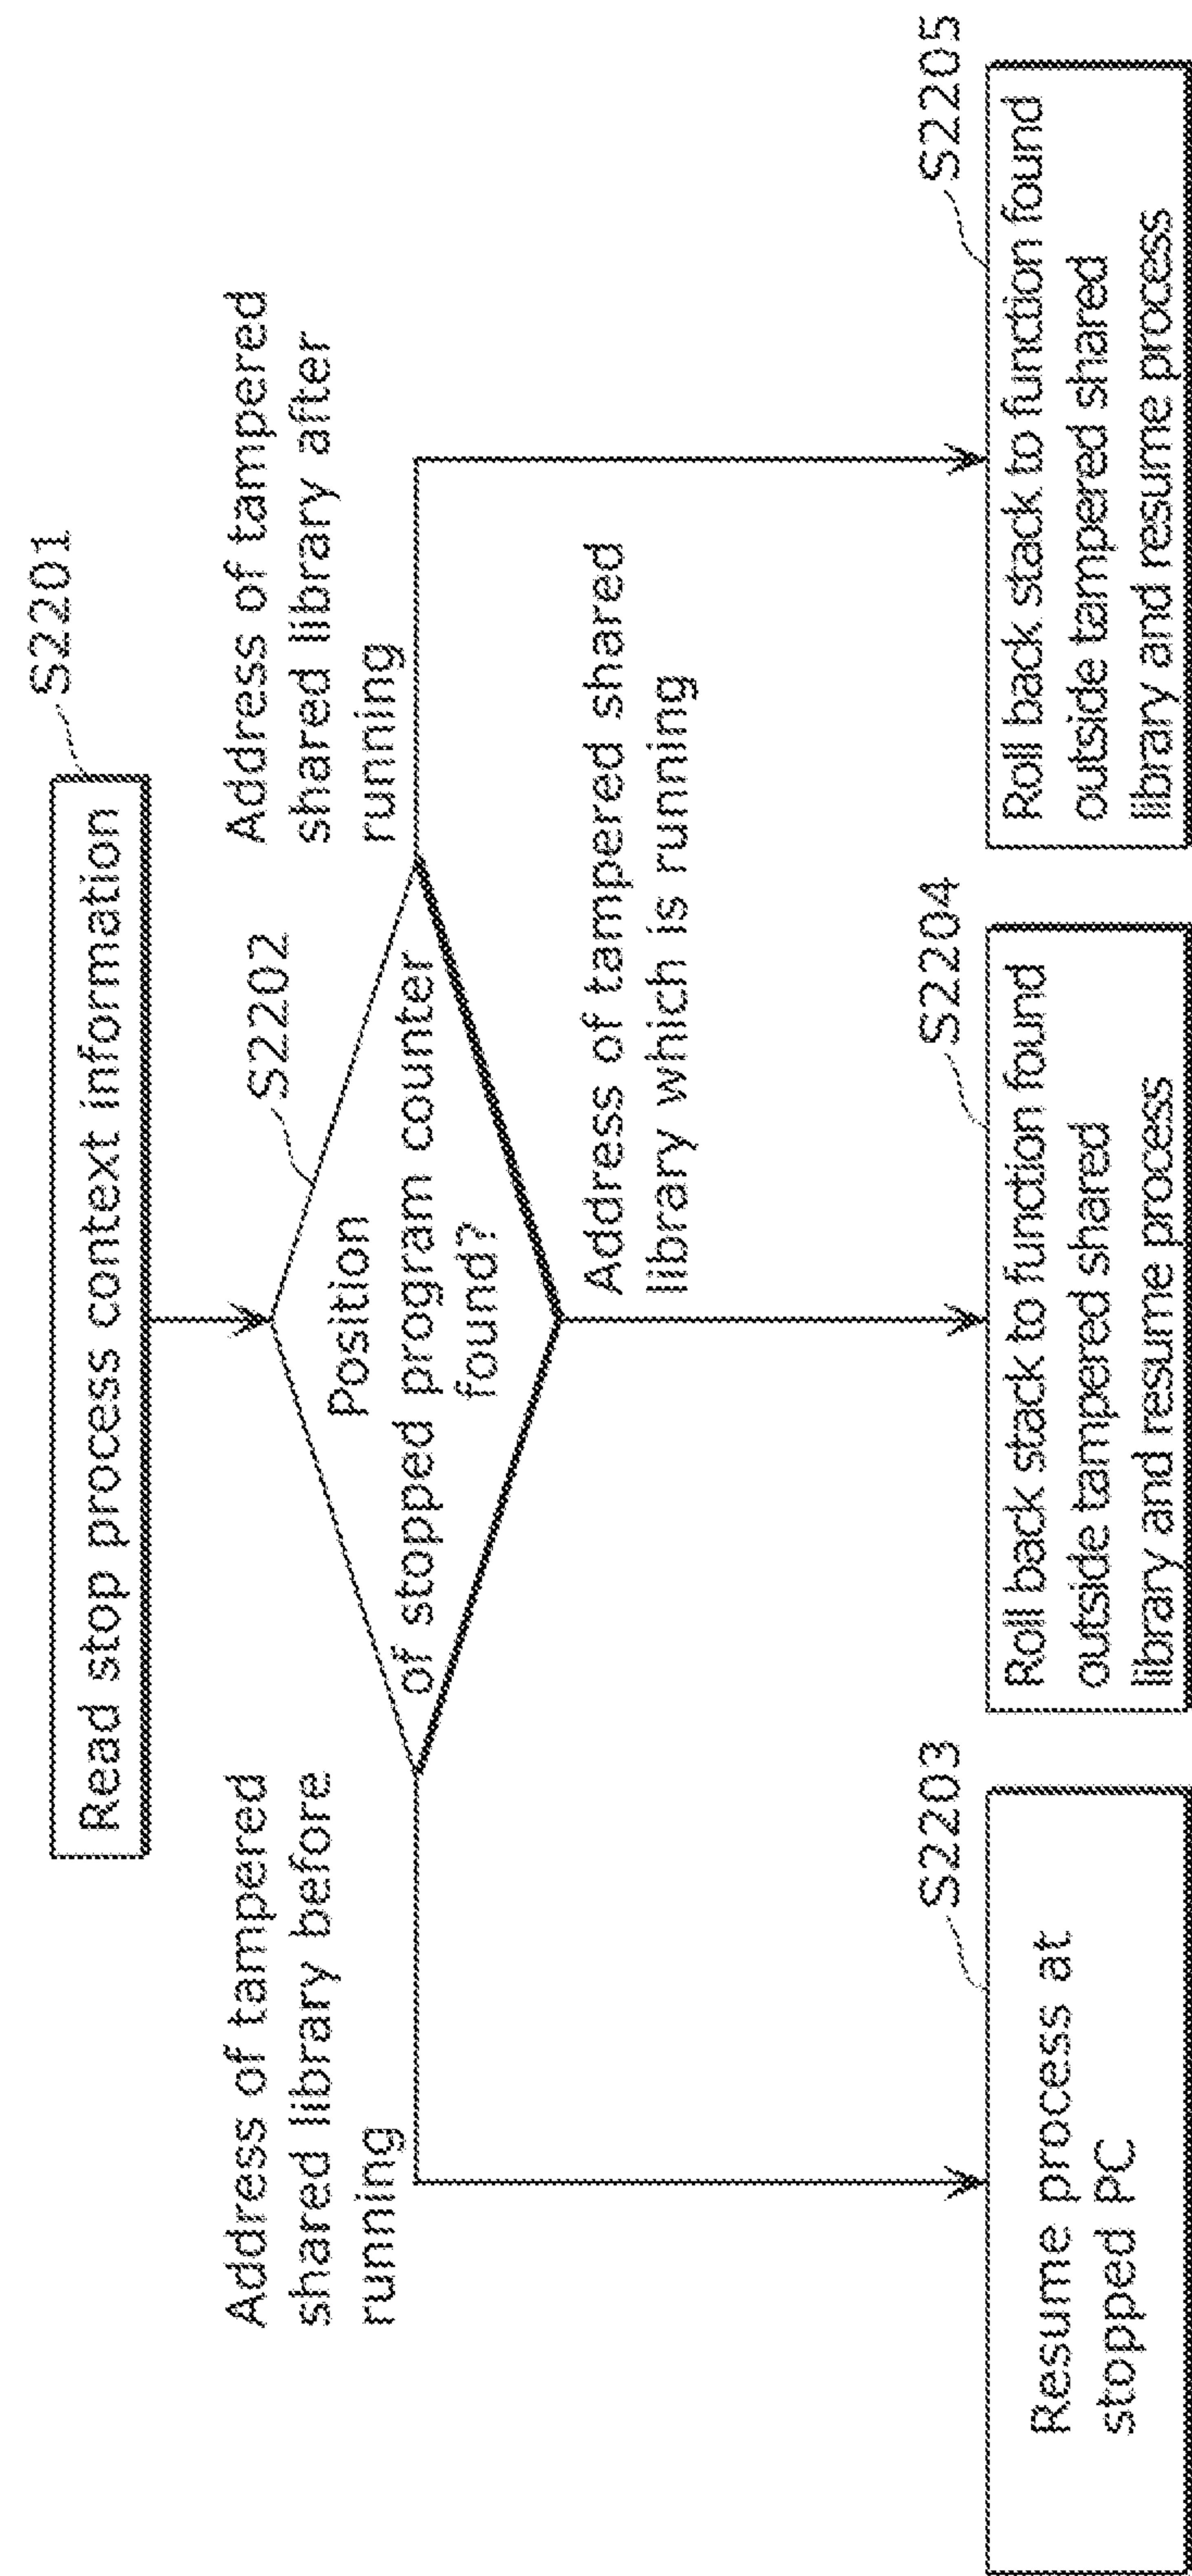 S2201
Read stop process context information
S2202
Position
of stopped program counter
found?
Address of tampered
shared library before
running
Address of tampered
shared library after
running
Address of tampered shared
library which is running
S2203
Resume process at
stopped PC
S2204
Roll back stack to function found
outside tampered shared
library and resume process
S2205
Roll back stack to function found
outside tampered shared
library and resume process